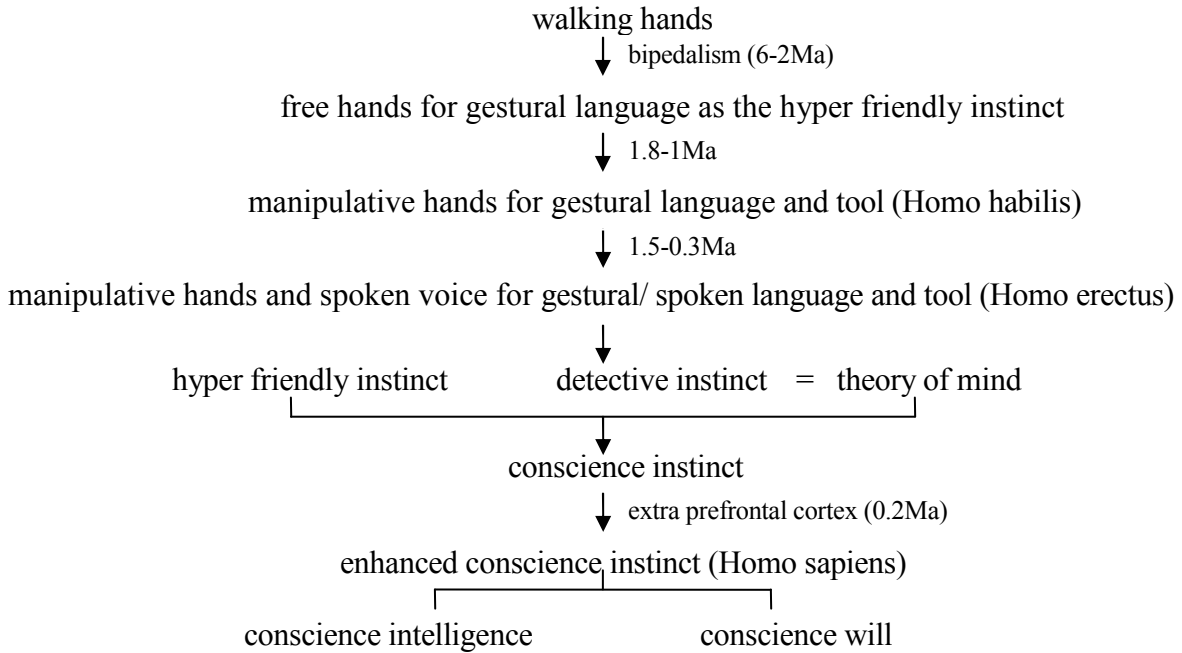 walking hands
bipedalism (6-2Ma)
free hands for gestural language as the hyper friendly instinct
1.8-1Ma
manipulative hands for gestural language and tool (Homo habilis)
1.5-0.3Ma
manipulative hands and spoken voice for gestural/ spoken language and tool (Homo erectus)
hyper friendly instinct detective instinct = theory of mind
conscience instinct
extra prefrontal cortex (0.2Ma)
enhanced conscience instinct (Homo sapiens)
conscience intelligence conscience will